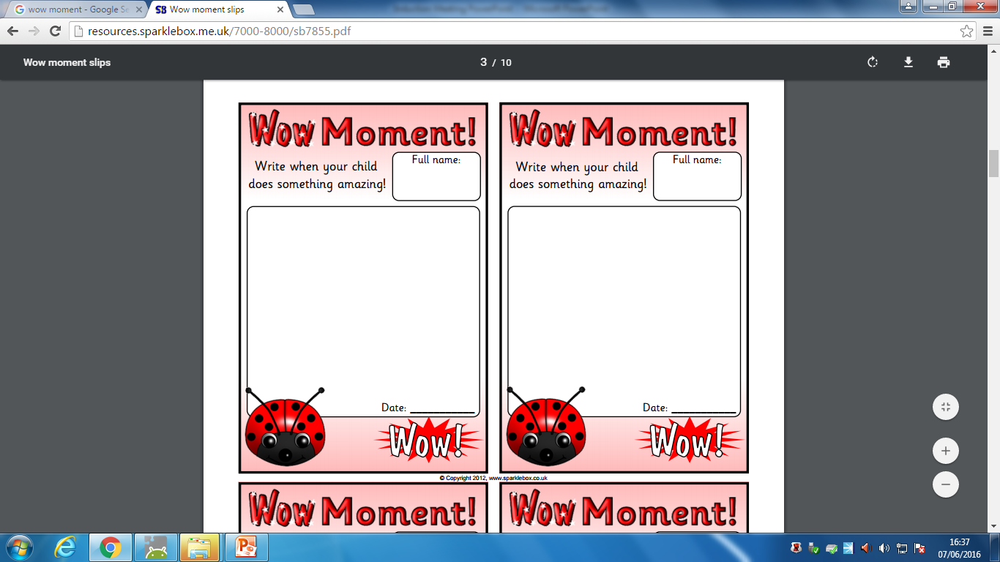 wow moment - Google Se
SB Wow moment slips
resources.sparklebox.me.uk/7000-8000/sb7855.pdf
Wow moment slips
3 / 10
Wow Moment!
Write when your child
does something amazing!
Full name:
Date: ___________
Wow!
Wow Moment!
Write when your child
does something amazing!
Full name:
Date: ___________
Wow!
© Copyright 2012, www.sparklebox.co.uk
Wow Moment!
Wow Moment!
16:37
07/06/2016